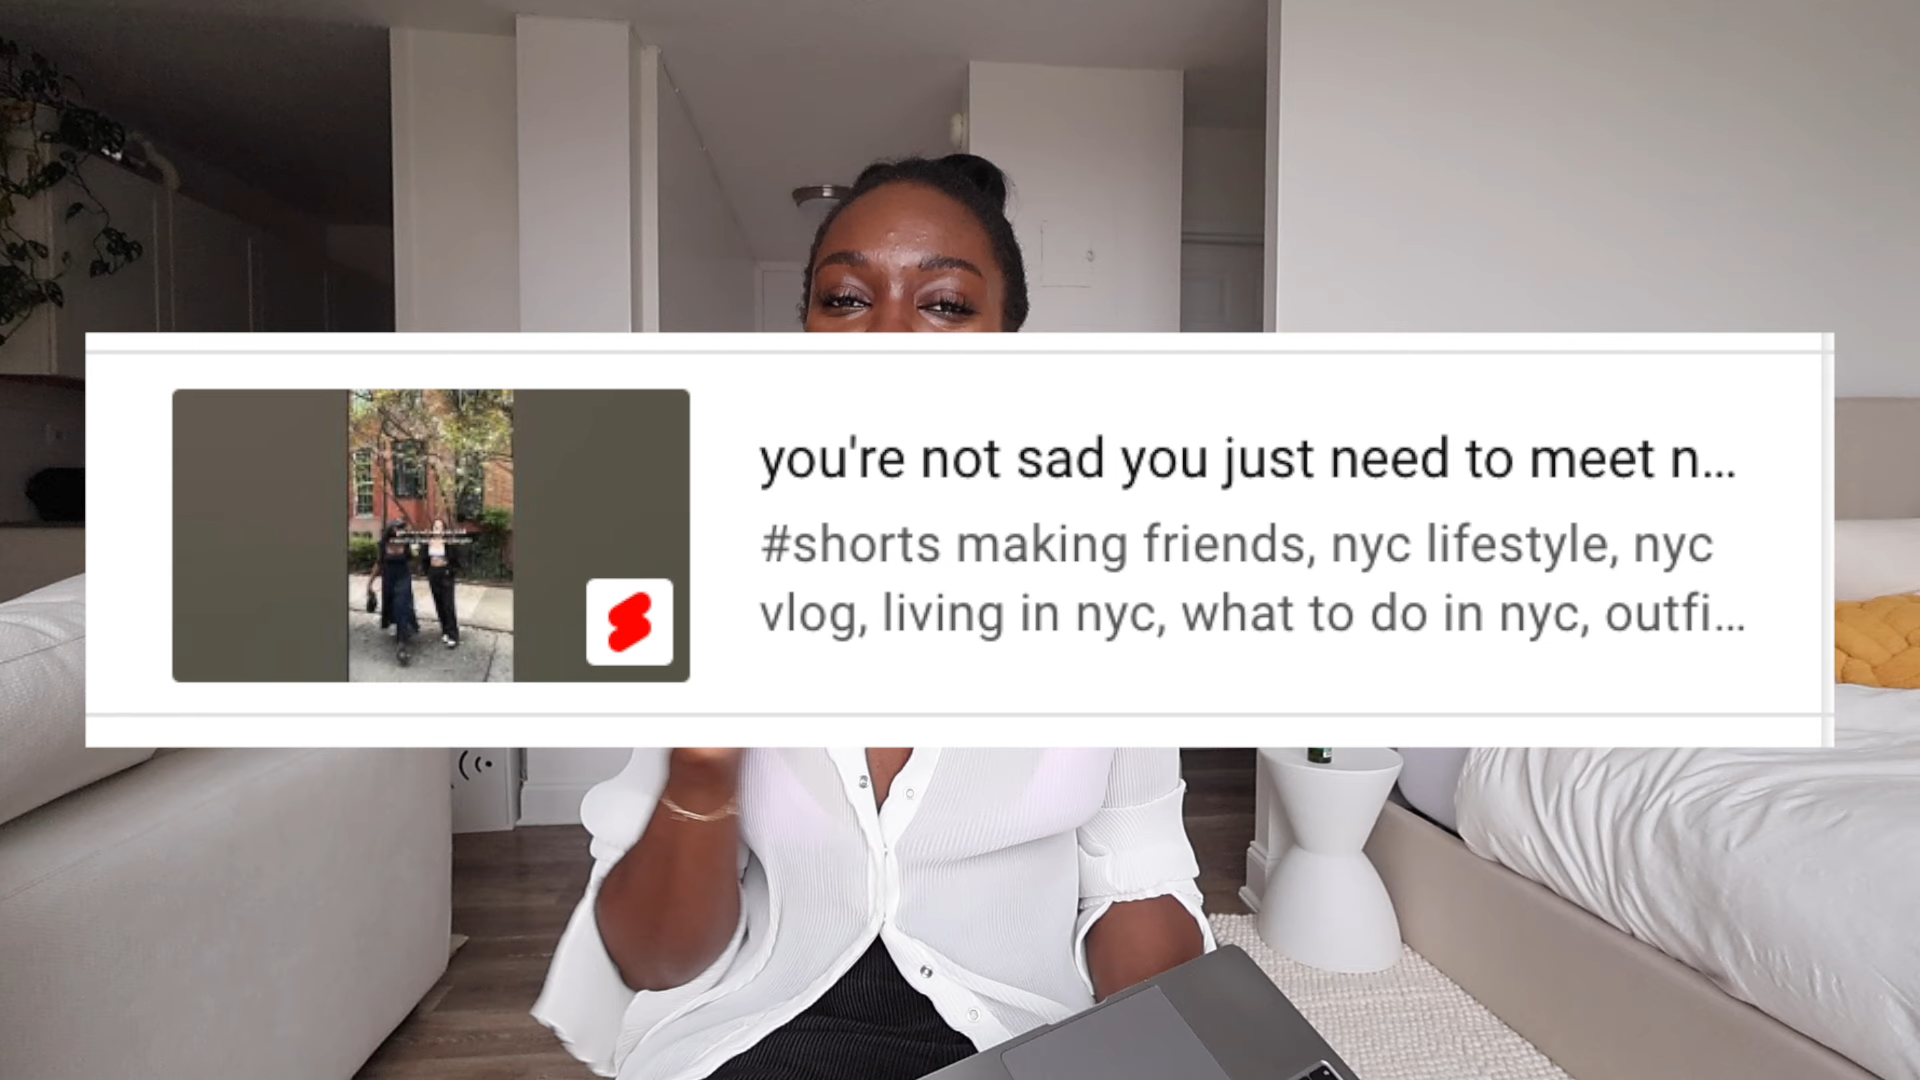 you're not sad you just need to meet n...
#shorts making friends, nyc lifestyle, nyc
vlog, living in nyc, what to do in nyc, outfi...